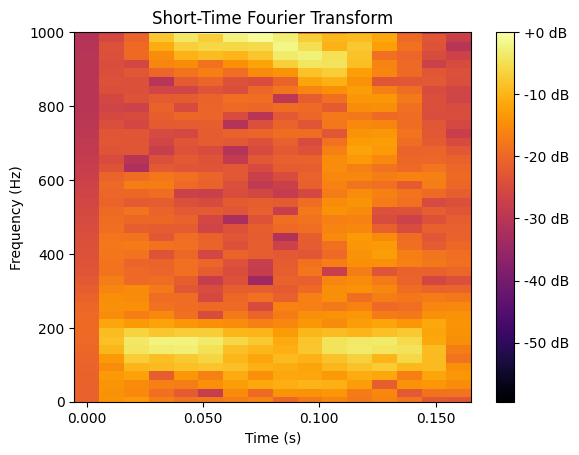 Short-Time Fourier Transform
1000
800
600
400
200
0
Frequency (Hz)
0.000
0.050
0.100
0.150
Time (s)
+0 dB
-10 dB
-20 dB
-30 dB
-40 dB
-50 dB